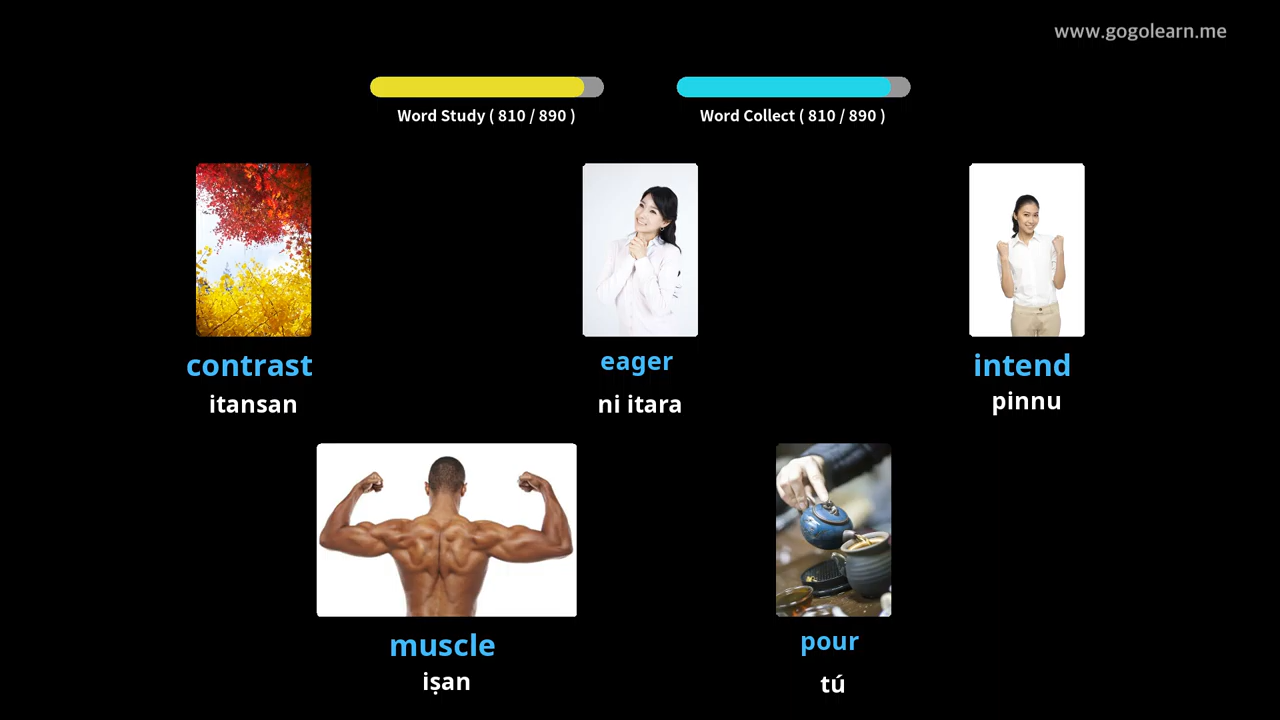 www.gogolearn.me
Word Study ( 810 / 890 )
Word Collect ( 810 / 890 )
contrast
itansan
eager
ni itara
intend
pinnu
muscle
iṣan
pour
tú